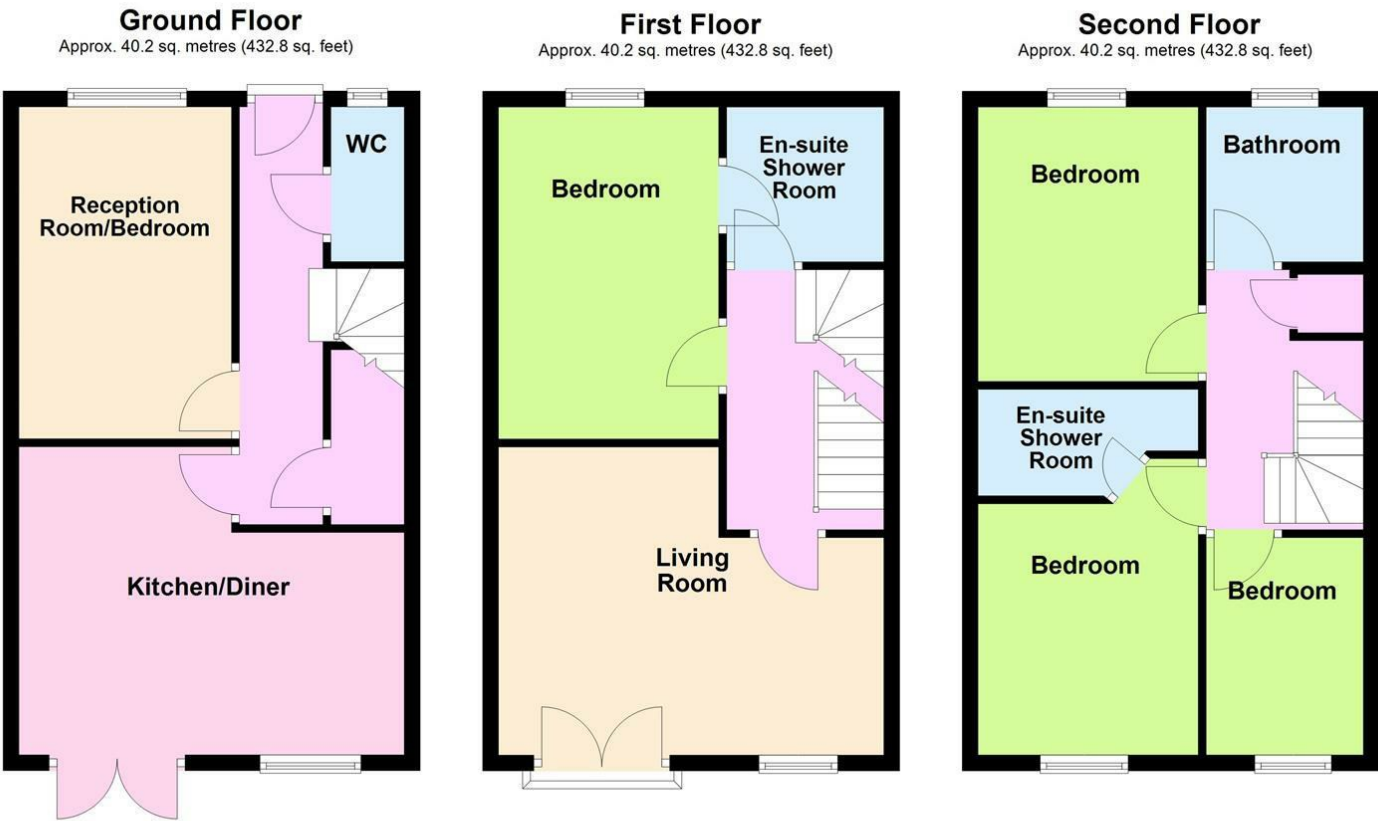 Ground Floor
Approx. 40.2 sq. metres (432.8 sq. feet)
WC
Reception
Room/Bedroom
Kitchen/Diner
First Floor
Approx. 40.2 sq. metres (432.8 sq. feet)
En-suite
Shower
Room
Bedroom
Living
Room
Second Floor
Approx. 40.2 sq. metres (432.8 sq. feet)
Bathroom
Bedroom
En-suite
Shower
Room
Bedroom
Bedroom